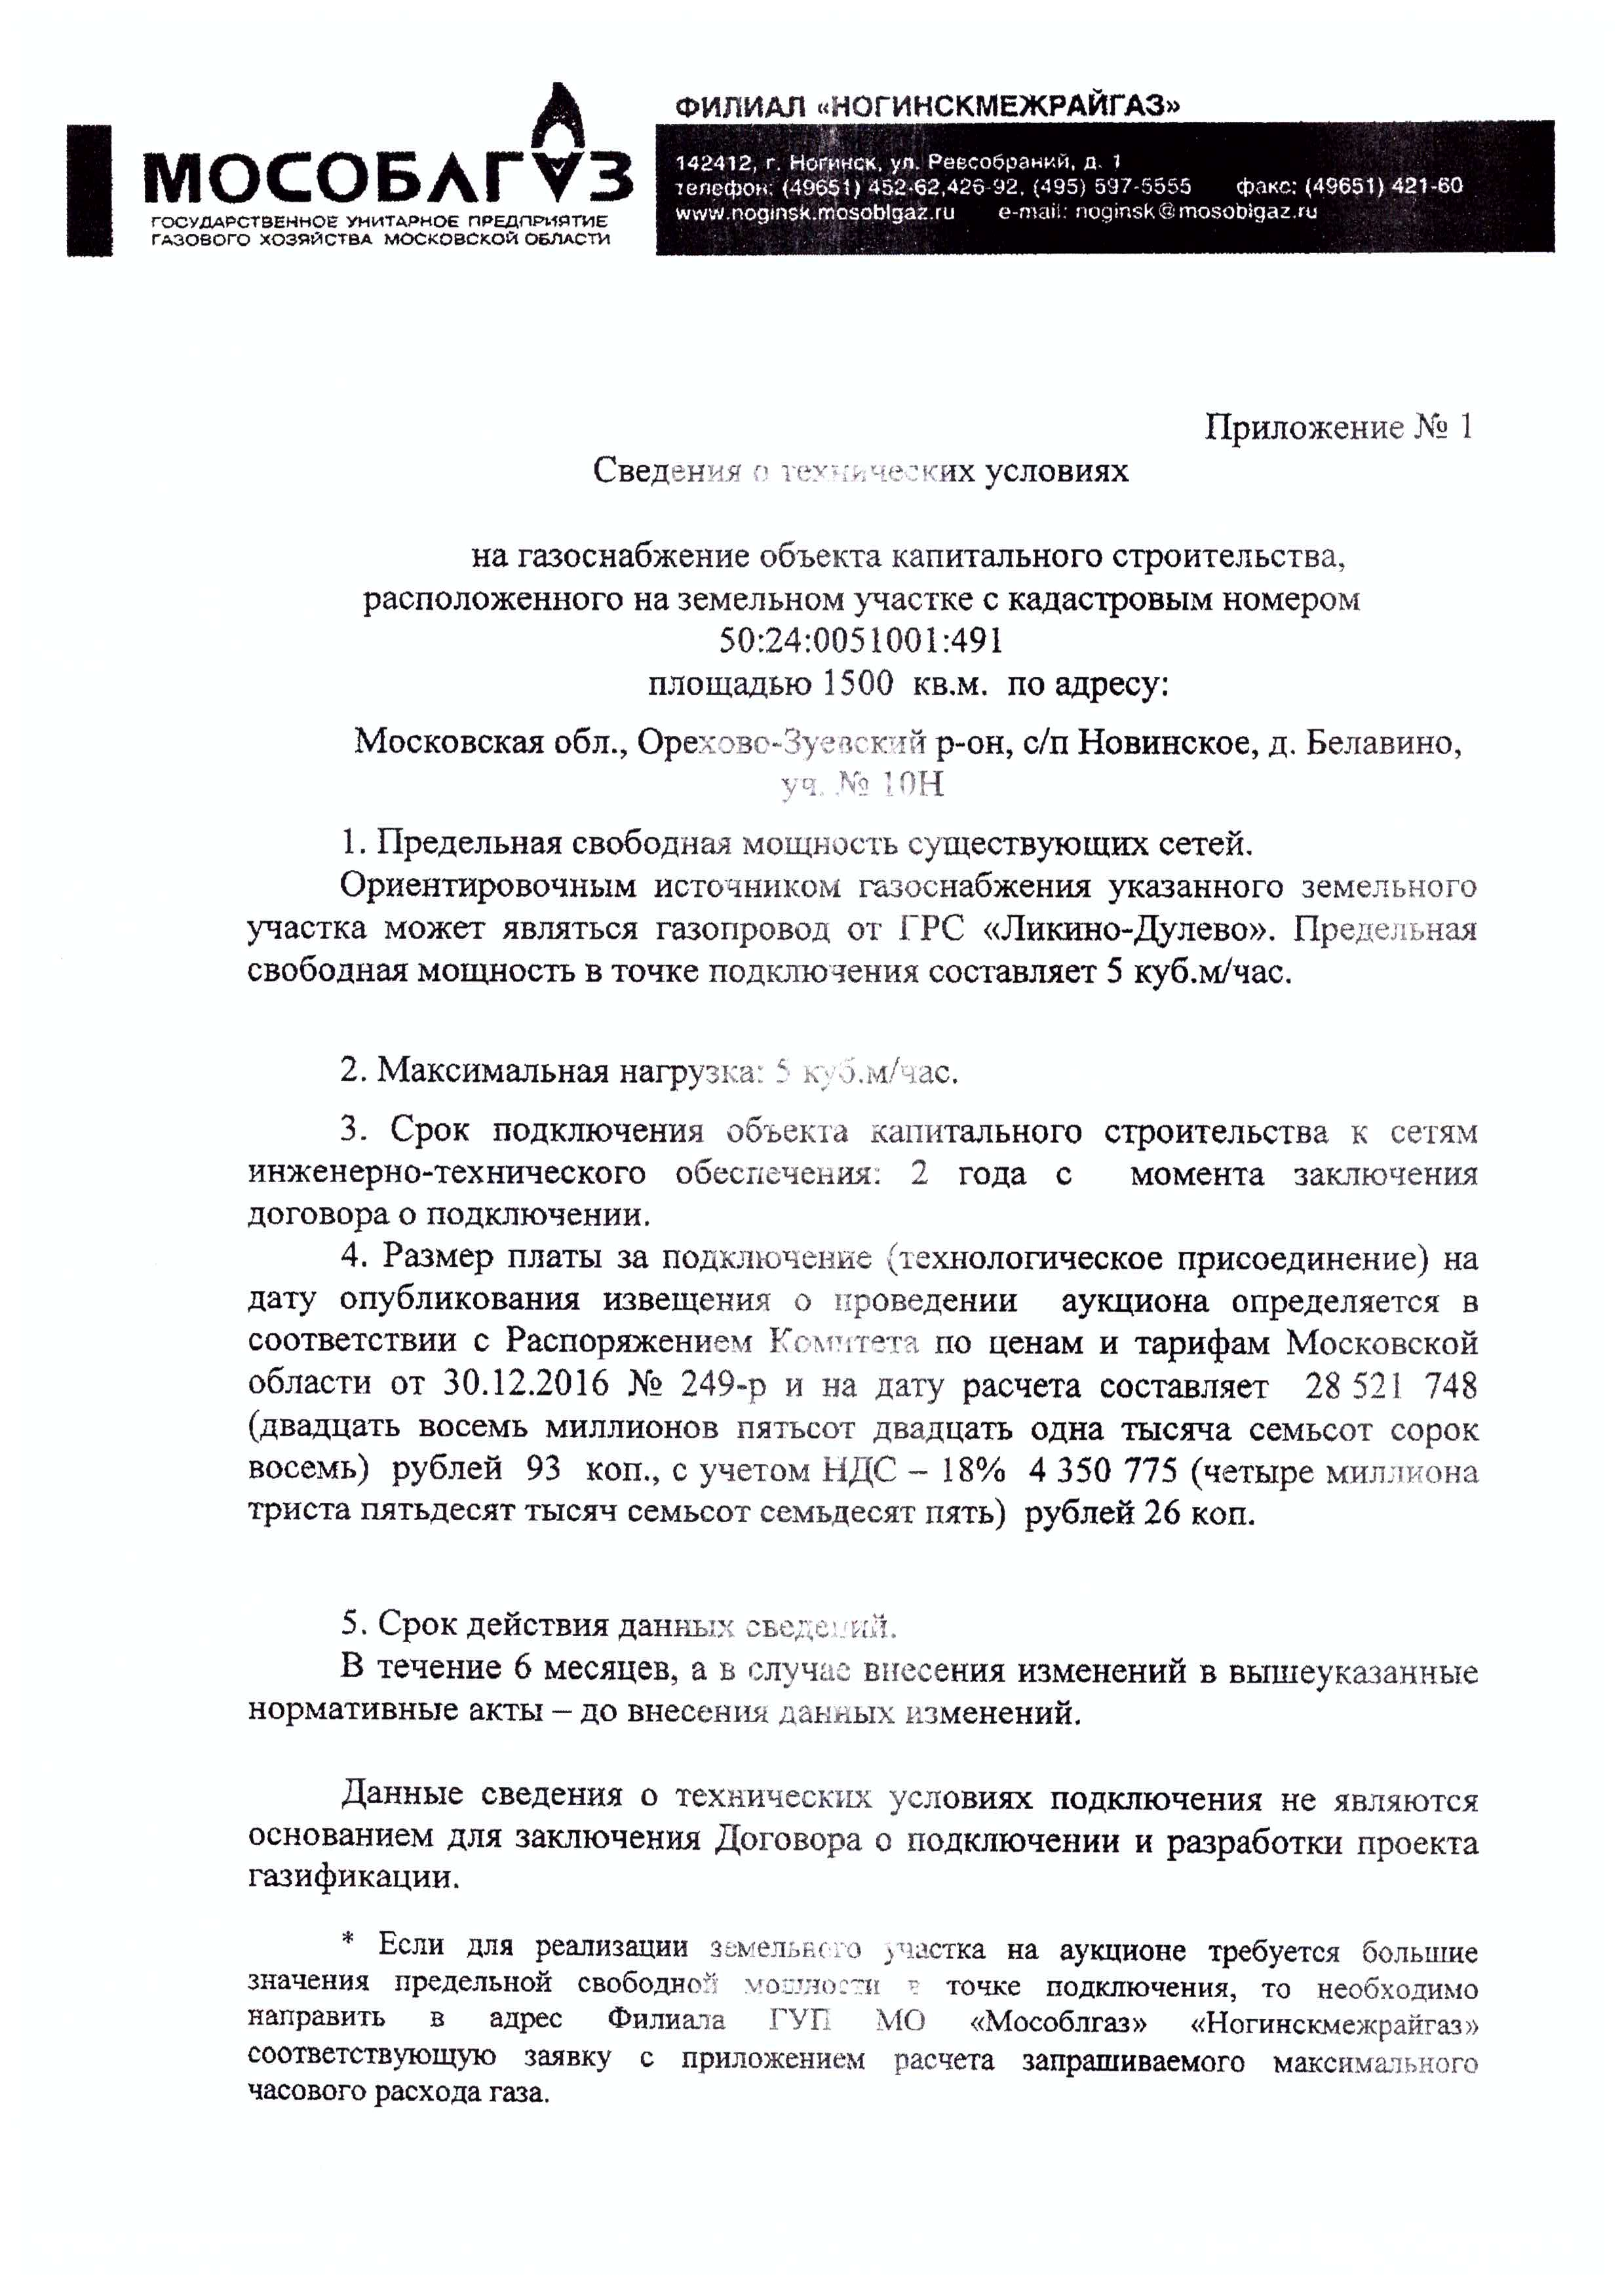 МОСОБЛГАЗ
ГОСУДАРСТВЕННОЕ УНИТАРНОЕ ПРЕДПРИЯТИЕ
ГАЗОВОГО ХОЗЯЙСТВА МОСКОВСКОЙ ОБЛАСТИ
ФИЛИАЛ «НОГИНСКМЕЖРАЙГАЗ»
142412, г. Ногинск, ул. Ревсобраний, д. 1
телефон: (49651) 452-62,426-92, (495) 597-5555 факс: (49651) 421-60
www.noginsk.mosoblgaz.ru e-mail: noginsk@mosoblgaz.ru
Приложение № 1
Сведения о технических условиях
на газоснабжение объекта капитального строительства,
расположенного на земельном участке с кадастровым номером
50:24:0051001:491
площадью 1500 кв.м. по адресу:
Московская обл., Орехово-Зуевский р-он, с/п Новинское, д. Белавино,
уч. № 10Н
1. Предельная свободная мощность существующих сетей.
Ориентировочным источником газоснабжения указанного земельного
участка может являться газопровод от ГРС «Ликино-Дулево». Предельная
свободная мощность в точке подключения составляет 5 куб.м/час.
2. Максимальная нагрузка: 5 куб.м/час.
3. Срок подключения объекта капитального строительства к сетям
инженерно-технического обеспечения: 2 года с момента заключения
договора о подключении.
4. Размер платы за подключение (технологическое присоединение) на
дату опубликования извещения о проведении аукциона определяется в
соответствии с Распоряжением Комитета по ценам и тарифам Московской
области от 30.12.2016 № 249-р и на дату расчета составляет 28 521 748
(двадцать восемь миллионов пятьсот двадцать одна тысяча семьсот сорок
восемь) рублей 93 коп., с учетом НДС – 18% 4 350 775 (четыре миллиона
триста пятьдесят тысяч семьсот семьдесят пять) рублей 26 коп.
5. Срок действия данных сведений.
В течение 6 месяцев, а в случае внесения изменений в вышеуказанные
нормативные акты – до внесения данных изменений.
Данные сведения о технических условиях подключения не являются
основанием для заключения Договора о подключении и разработки проекта
газификации.
* Если для реализации земельного участка на аукционе требуется большие
значения предельной свободной мощности в точке подключения, то необходимо
направить в адрес Филиала ГУП МО «Мособлгаз» «Ногинскмежрайгаз»
соответствующую заявку с приложением расчета запрашиваемого максимального
часового расхода газа.